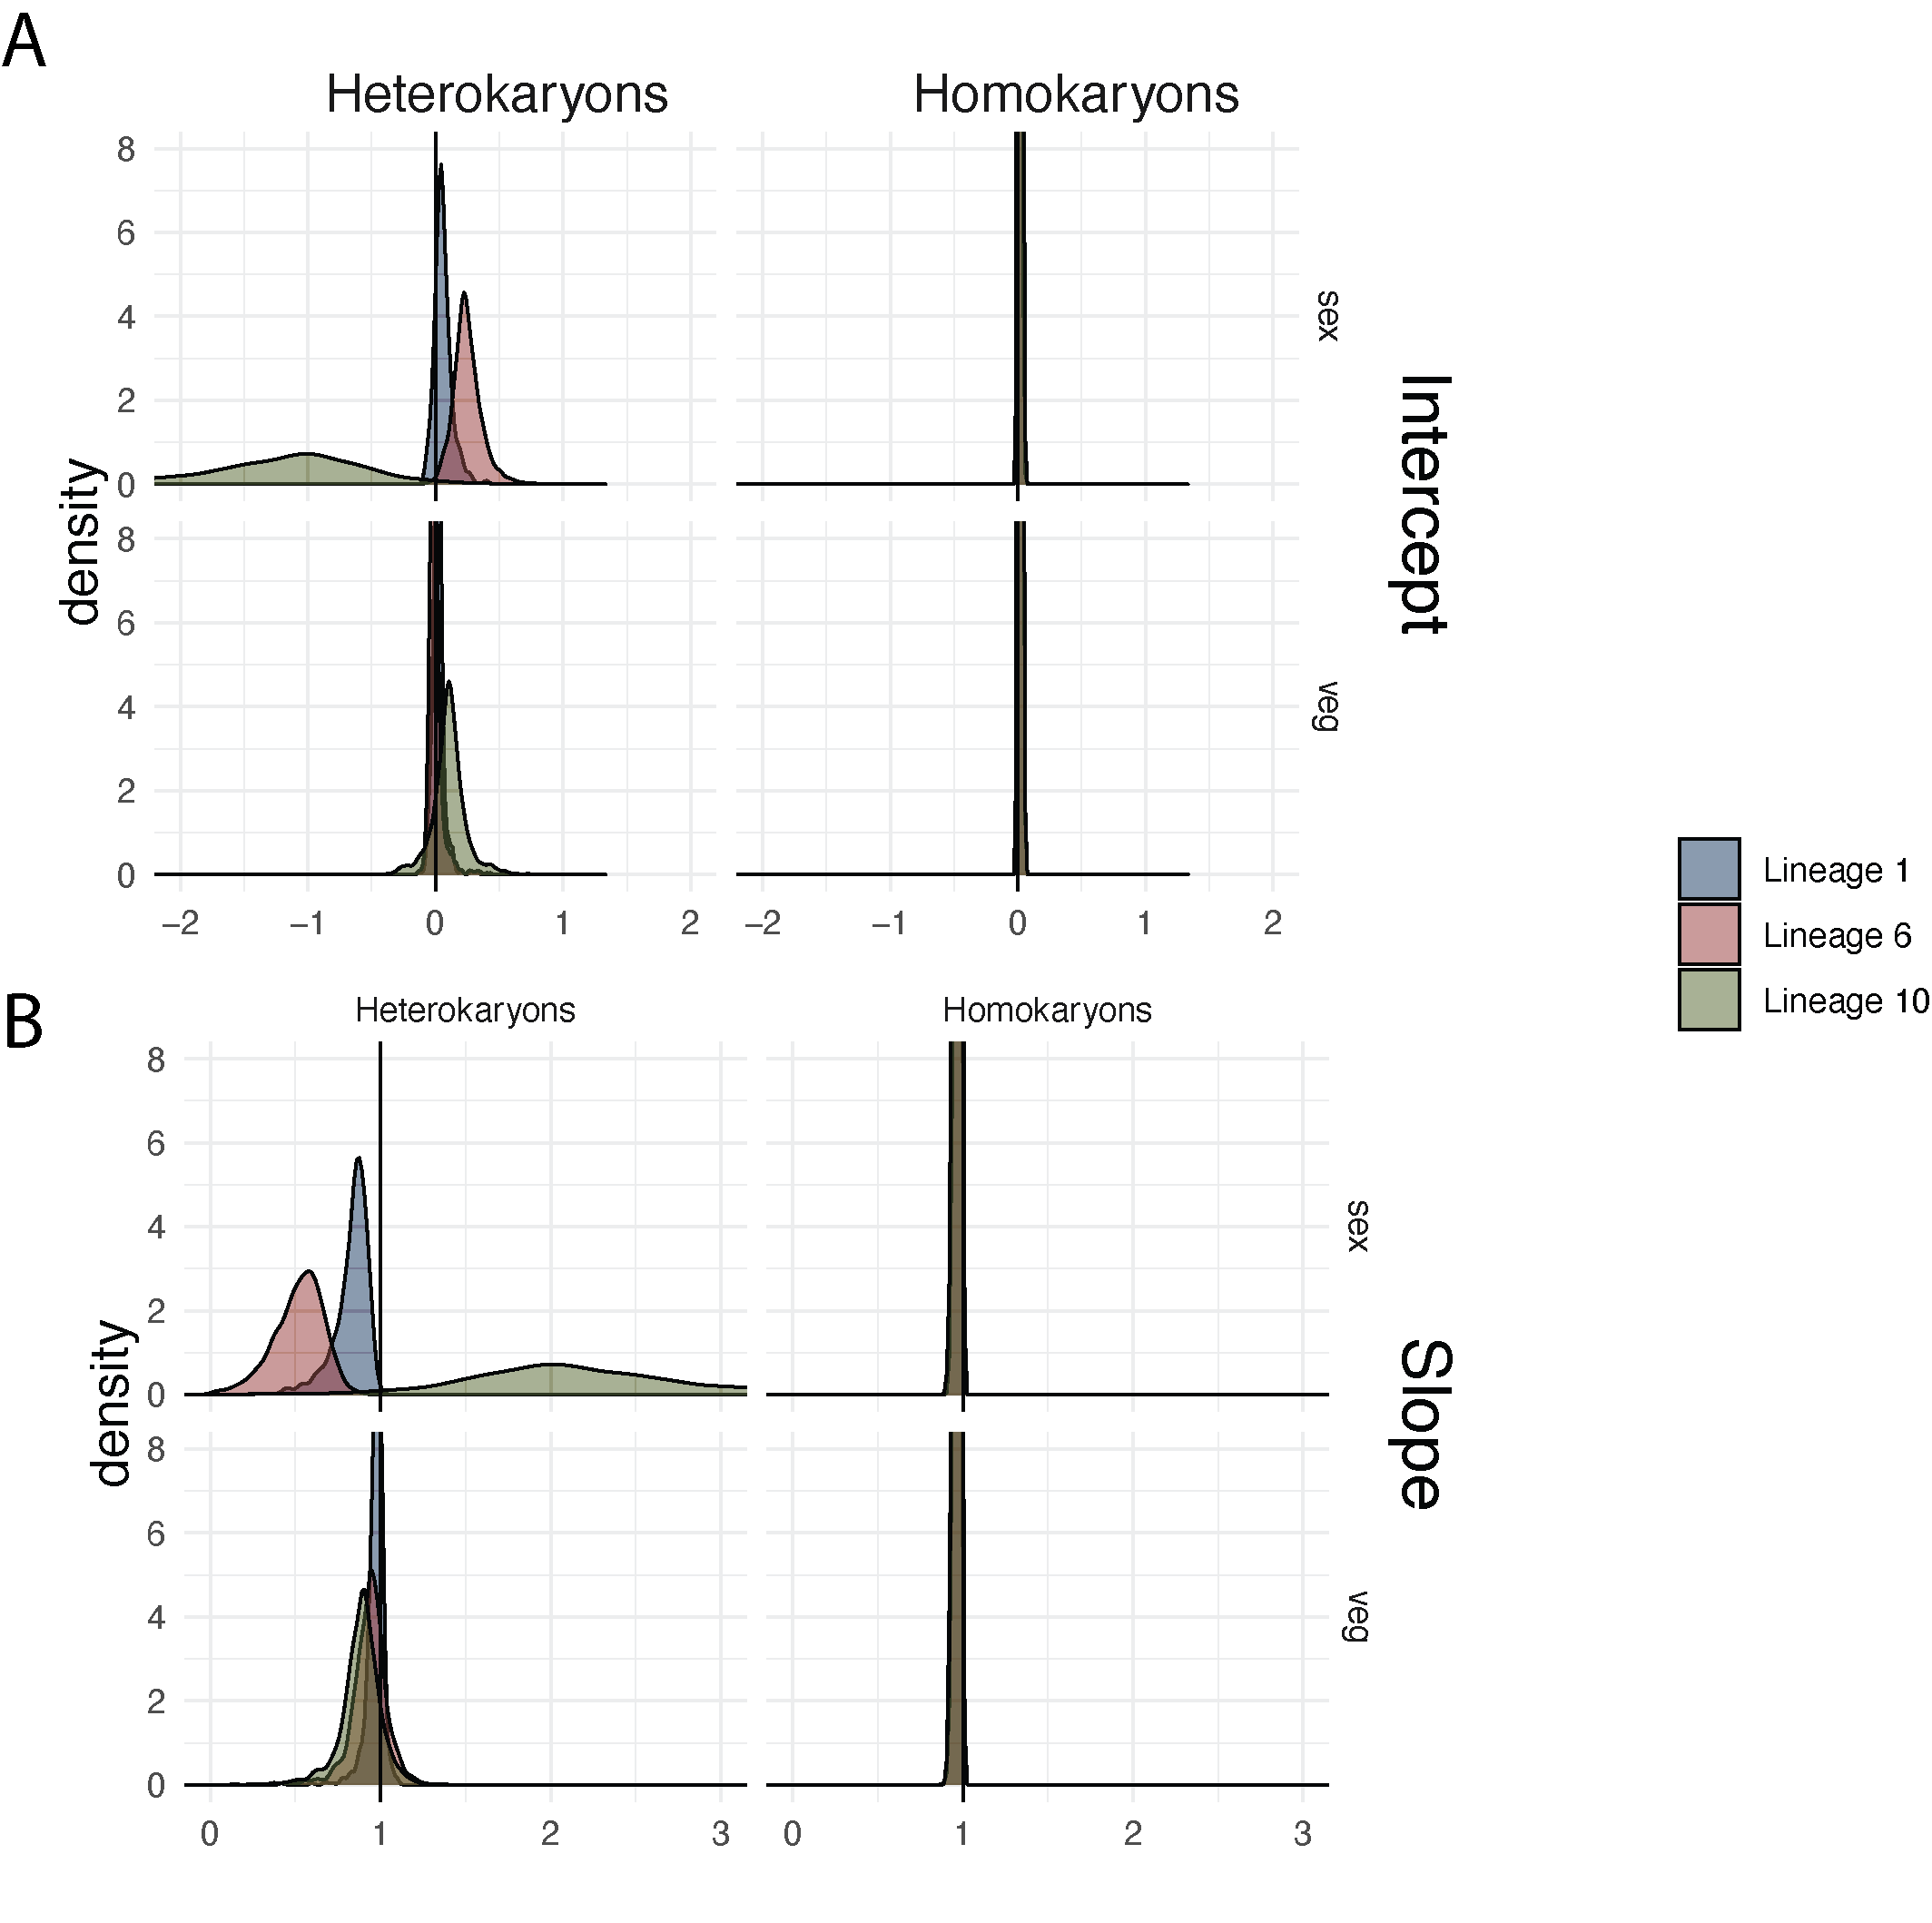 A
Heterokaryons Homokaryons
8
6
4
2
0
sex
8
6
4
2
0
veg
density
Intercept
−2 −1 0 1 2 −2 −1 0 1 2
Lineage 1
Lineage 6
Lineage 10
B
Heterokaryons Homokaryons
8
6
4
2
0
sex
8
6
4
2
0
veg
density
Slope
0 1 2 3 0 1 2 3